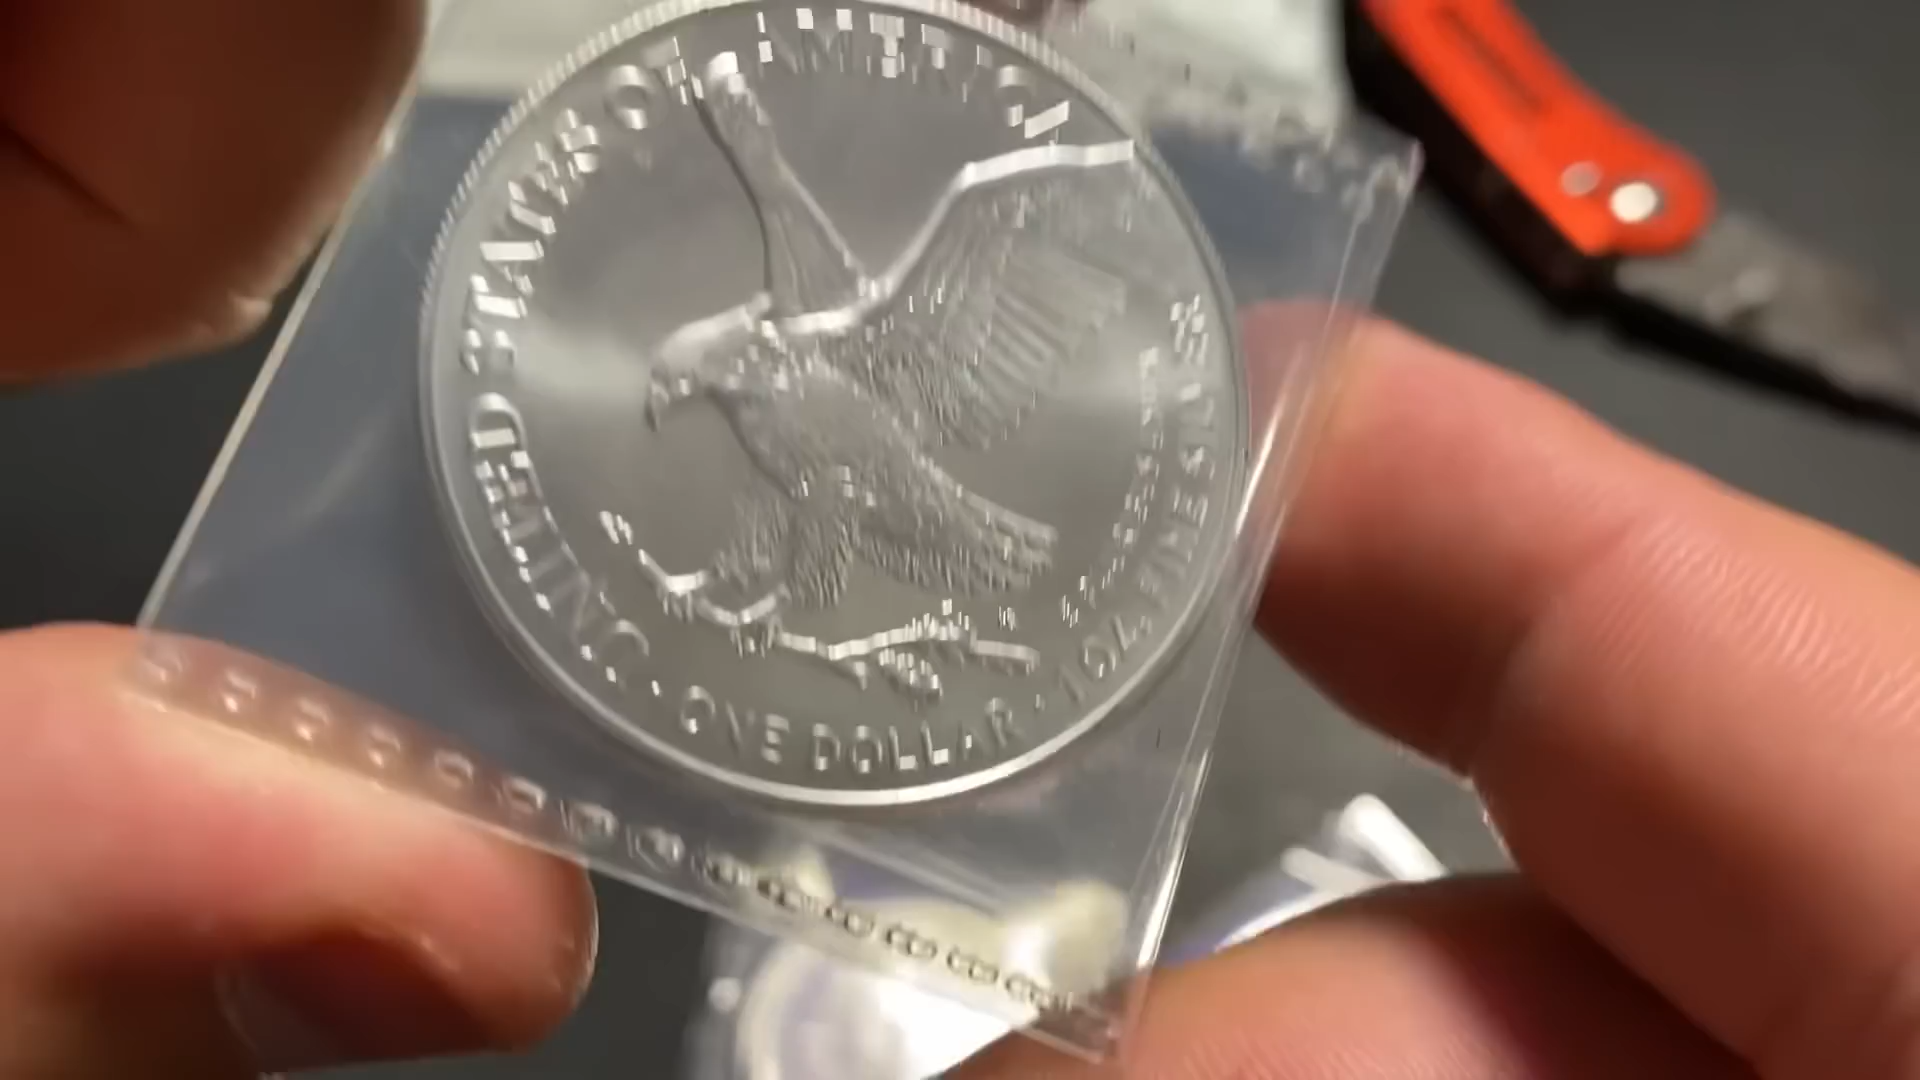 UNITED STATES OF AMERICA
· ONE DOLLAR ·
1 OZ. FINE SILVER